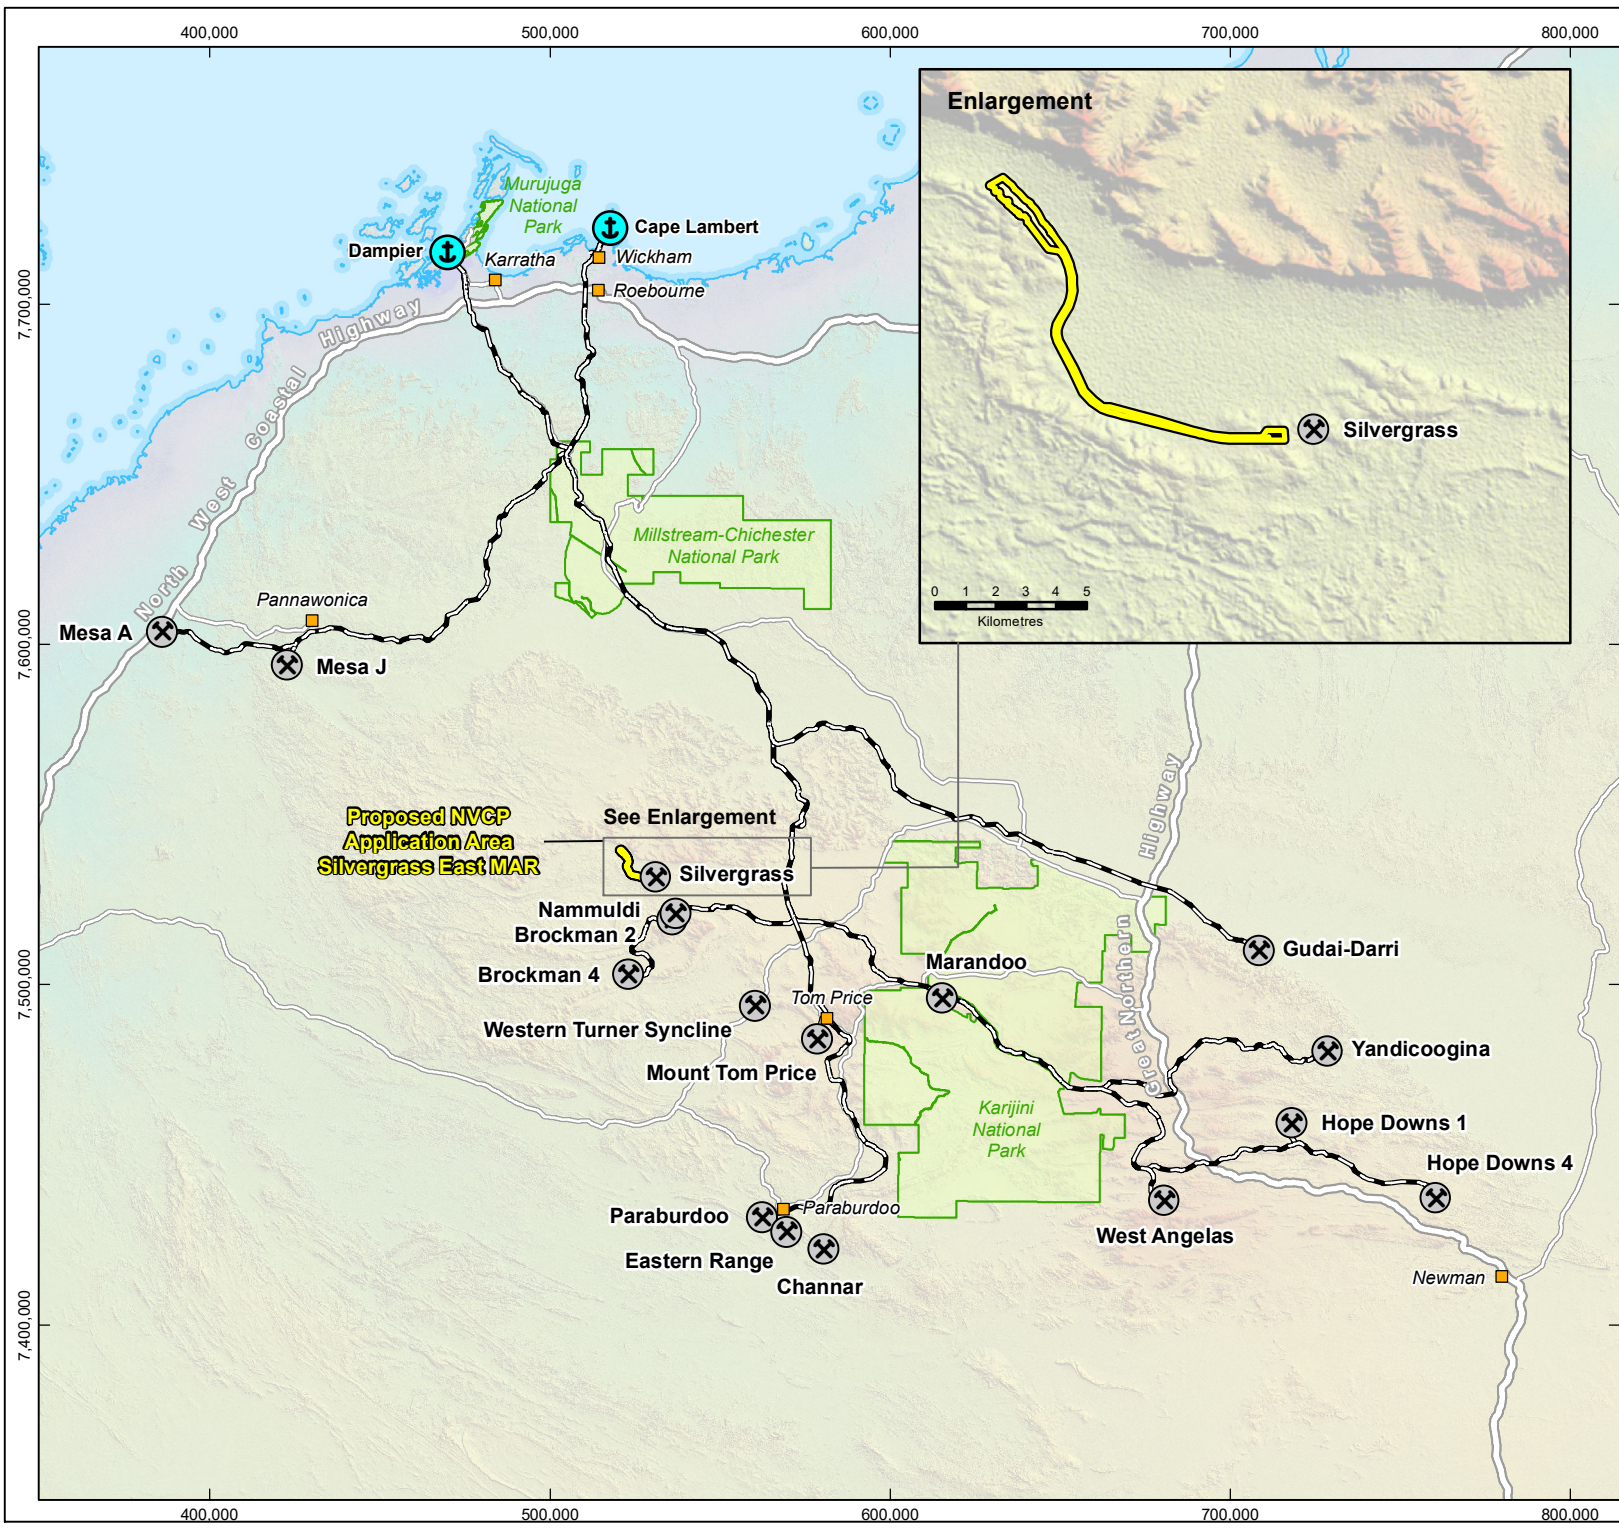 400,000
500,000
600,000
700,000
800,000
Enlargement
Silvergrass
0 1 2 3 4 5
Kilometres
Murujuga
National
Park
Dampier
Cape Lambert
Karratha
Wickham
Roebourne
7,700,000
North West Coastal Highway
Millstream-Chichester
National Park
Pannawonica
Mesa A
Mesa J
7,600,000
Proposed NVCP
Application Area
Silvergrass East MAR
See Enlargement
Silvergrass
Nammuldi
Brockman 2
Brockman 4
Great Northern Highway
Gudai-Darri
Marandoo
7,500,000
Tom Price
Western Turner Syncline
Mount Tom Price
Yandicoogina
Karijini
National
Park
Hope Downs 1
Hope Downs 4
Paraburdoo
Paraburdoo
Eastern Range
Channar
West Angelas
Newman
7,400,000
400,000
500,000
600,000
700,000
800,000